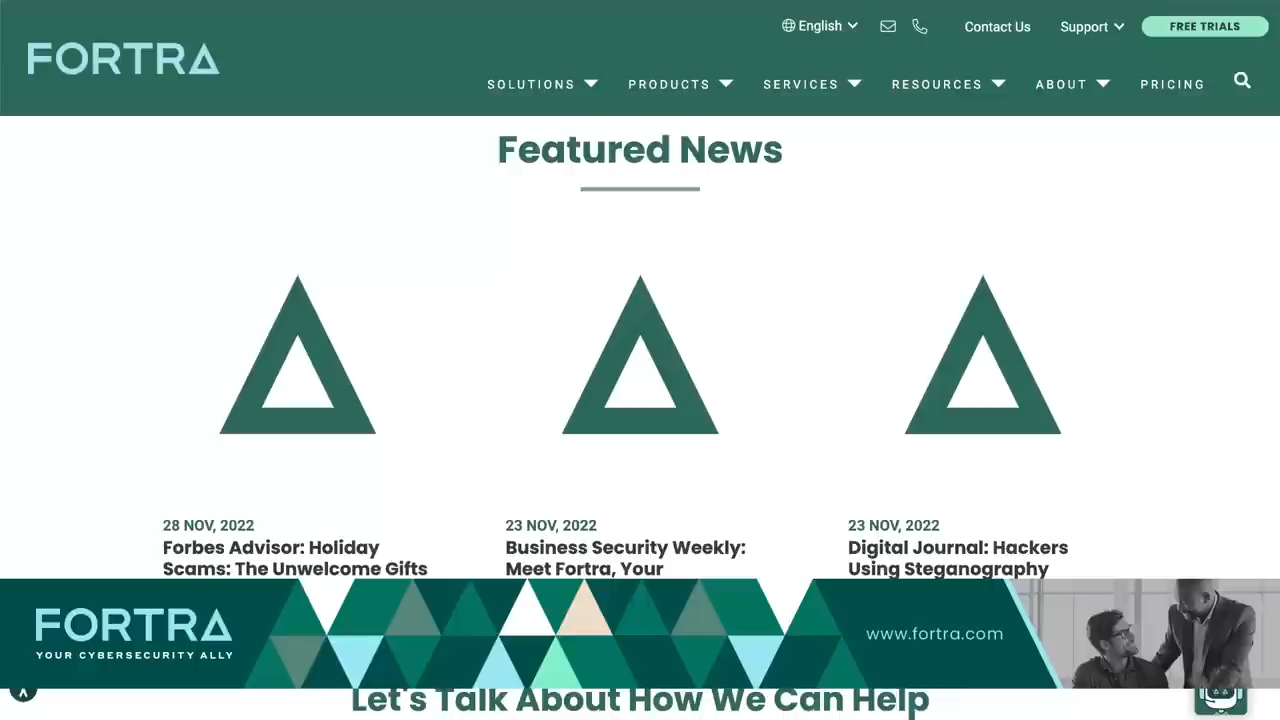 FORTRA
English
Contact Us
Support
FREE TRIALS
SOLUTIONS
PRODUCTS
SERVICES
RESOURCES
ABOUT
PRICING
Featured News
28 NOV, 2022
Forbes Advisor: Holiday
Scams: The Unwelcome Gifts
23 NOV, 2022
Business Security Weekly:
Meet Fortra, Your
23 NOV, 2022
Digital Journal: Hackers
Using Steganography
FORTRA
YOUR CYBERSECURITY ALLY
www.fortra.com
Let's Talk About How We Can Help